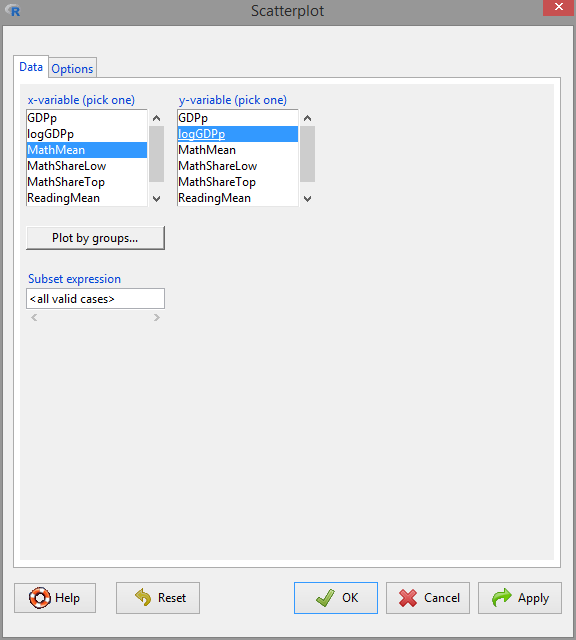 R
Scatterplot
Data
Options
x-variable (pick one)
GDPp
logGDPp
MathMean
MathShareLow
MathShareTop
ReadingMean
y-variable (pick one)
GDPp
logGDPp
MathMean
MathShareLow
MathShareTop
ReadingMean
Plot by groups...
Subset expression
<all valid cases>
Help
Reset
OK
Cancel
Apply